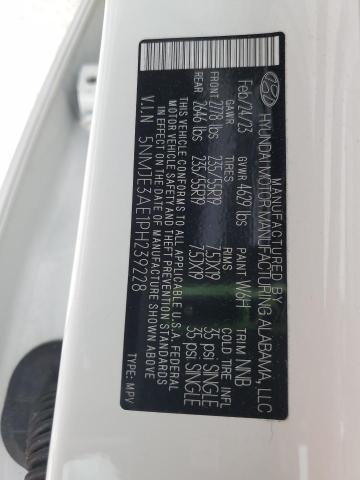 MANUFACTURED BY
HYUNDAI MOTOR MANUFACTURING ALABAMA, LLC
Feb/24/23 GVWR 4629 lbs PAINT W6H TRIM NNB
GAWR TIRES RIMS COLD TIRE INFL
FRONT 2778 lbs 235/55R19 7.5JX19 35 psi SINGLE
REAR 2646 lbs 235/55R19 7.5JX19 35 psi SINGLE
THIS VEHICLE CONFORMS TO ALL APPLICABLE U.S.A. FEDERAL
MOTOR VEHICLE SAFETY, BUMPER, AND THEFT PREVENTION STANDARDS
IN EFFECT ON THE DATE OF MANUFACTURE SHOWN ABOVE
V.I.N 5NMJE3AE1PH239228 TYPE: MPV